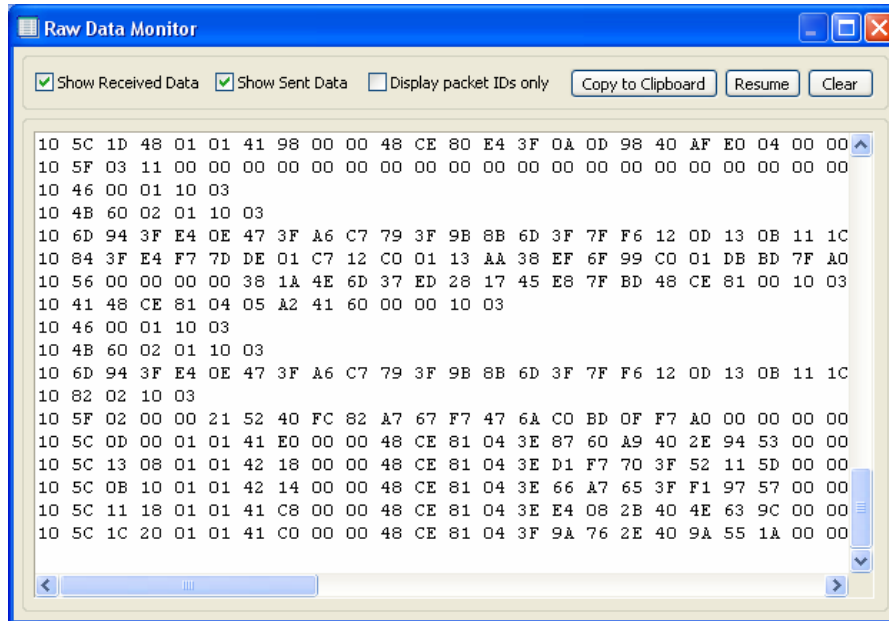 Raw Data Monitor
Show Received Data Show Sent Data Display packet IDs only Copy to Clipboard Resume Clear
10 5C 1D 48 01 01 41 98 00 00 48 CE 80 E4 3F 0A 0D 98 40 AF E0 04 00 00
10 5F 03 11 00 00 00 00 00 00 00 00 00 00 00 00 00 00 00 00 00 00 00 00
10 46 00 01 10 03
10 4B 60 02 01 10 03
10 6D 94 3F E4 0E 47 3F A6 C7 79 3F 9B 8B 6D 3F 7F F6 12 0D 13 0B 11 1C
10 84 3F E4 F7 7D DE 01 C7 12 C0 01 13 AA 38 EF 6F 99 C0 01 DB BD 7F A0
10 56 00 00 00 00 38 1A 4E 6D 37 ED 28 17 45 E8 7F BD 48 CE 81 00 10 03
10 41 48 CE 81 04 05 A2 41 60 00 00 10 03
10 46 00 01 10 03
10 4B 60 02 01 10 03
10 6D 94 3F E4 0E 47 3F A6 C7 79 3F 9B 8B 6D 3F 7F F6 12 0D 13 0B 11 1C
10 82 02 10 03
10 5F 02 00 00 21 52 40 FC 82 A7 67 F7 47 6A C0 BD 0F F7 A0 00 00 00 00
10 5C 0D 00 01 01 41 E0 00 00 48 CE 81 04 3E 87 60 A9 40 2E 94 53 00 00
10 5C 13 08 01 01 42 18 00 00 48 CE 81 04 3E D1 F7 70 3F 52 11 5D 00 00
10 5C 0B 10 01 01 42 14 00 00 48 CE 81 04 3E 66 A7 65 3F F1 97 57 00 00
10 5C 11 18 01 01 41 C8 00 00 48 CE 81 04 3E E4 08 2B 40 4E 63 9C 00 00
10 5C 1C 20 01 01 41 C0 00 00 48 CE 81 04 3F 9A 76 2E 40 9A 55 1A 00 00